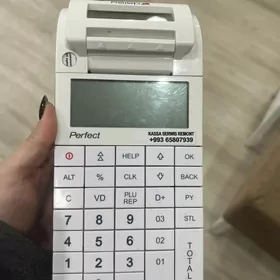 Perfect
KASSA SERWIS REMONT
+993 65807939
HELP
OK
ALT
%
CLK
BACK
C
VD
PLU
REP
D+
PY
7
8
9
03
STL
4
5
6
02
1
2
3
01
TOTAL